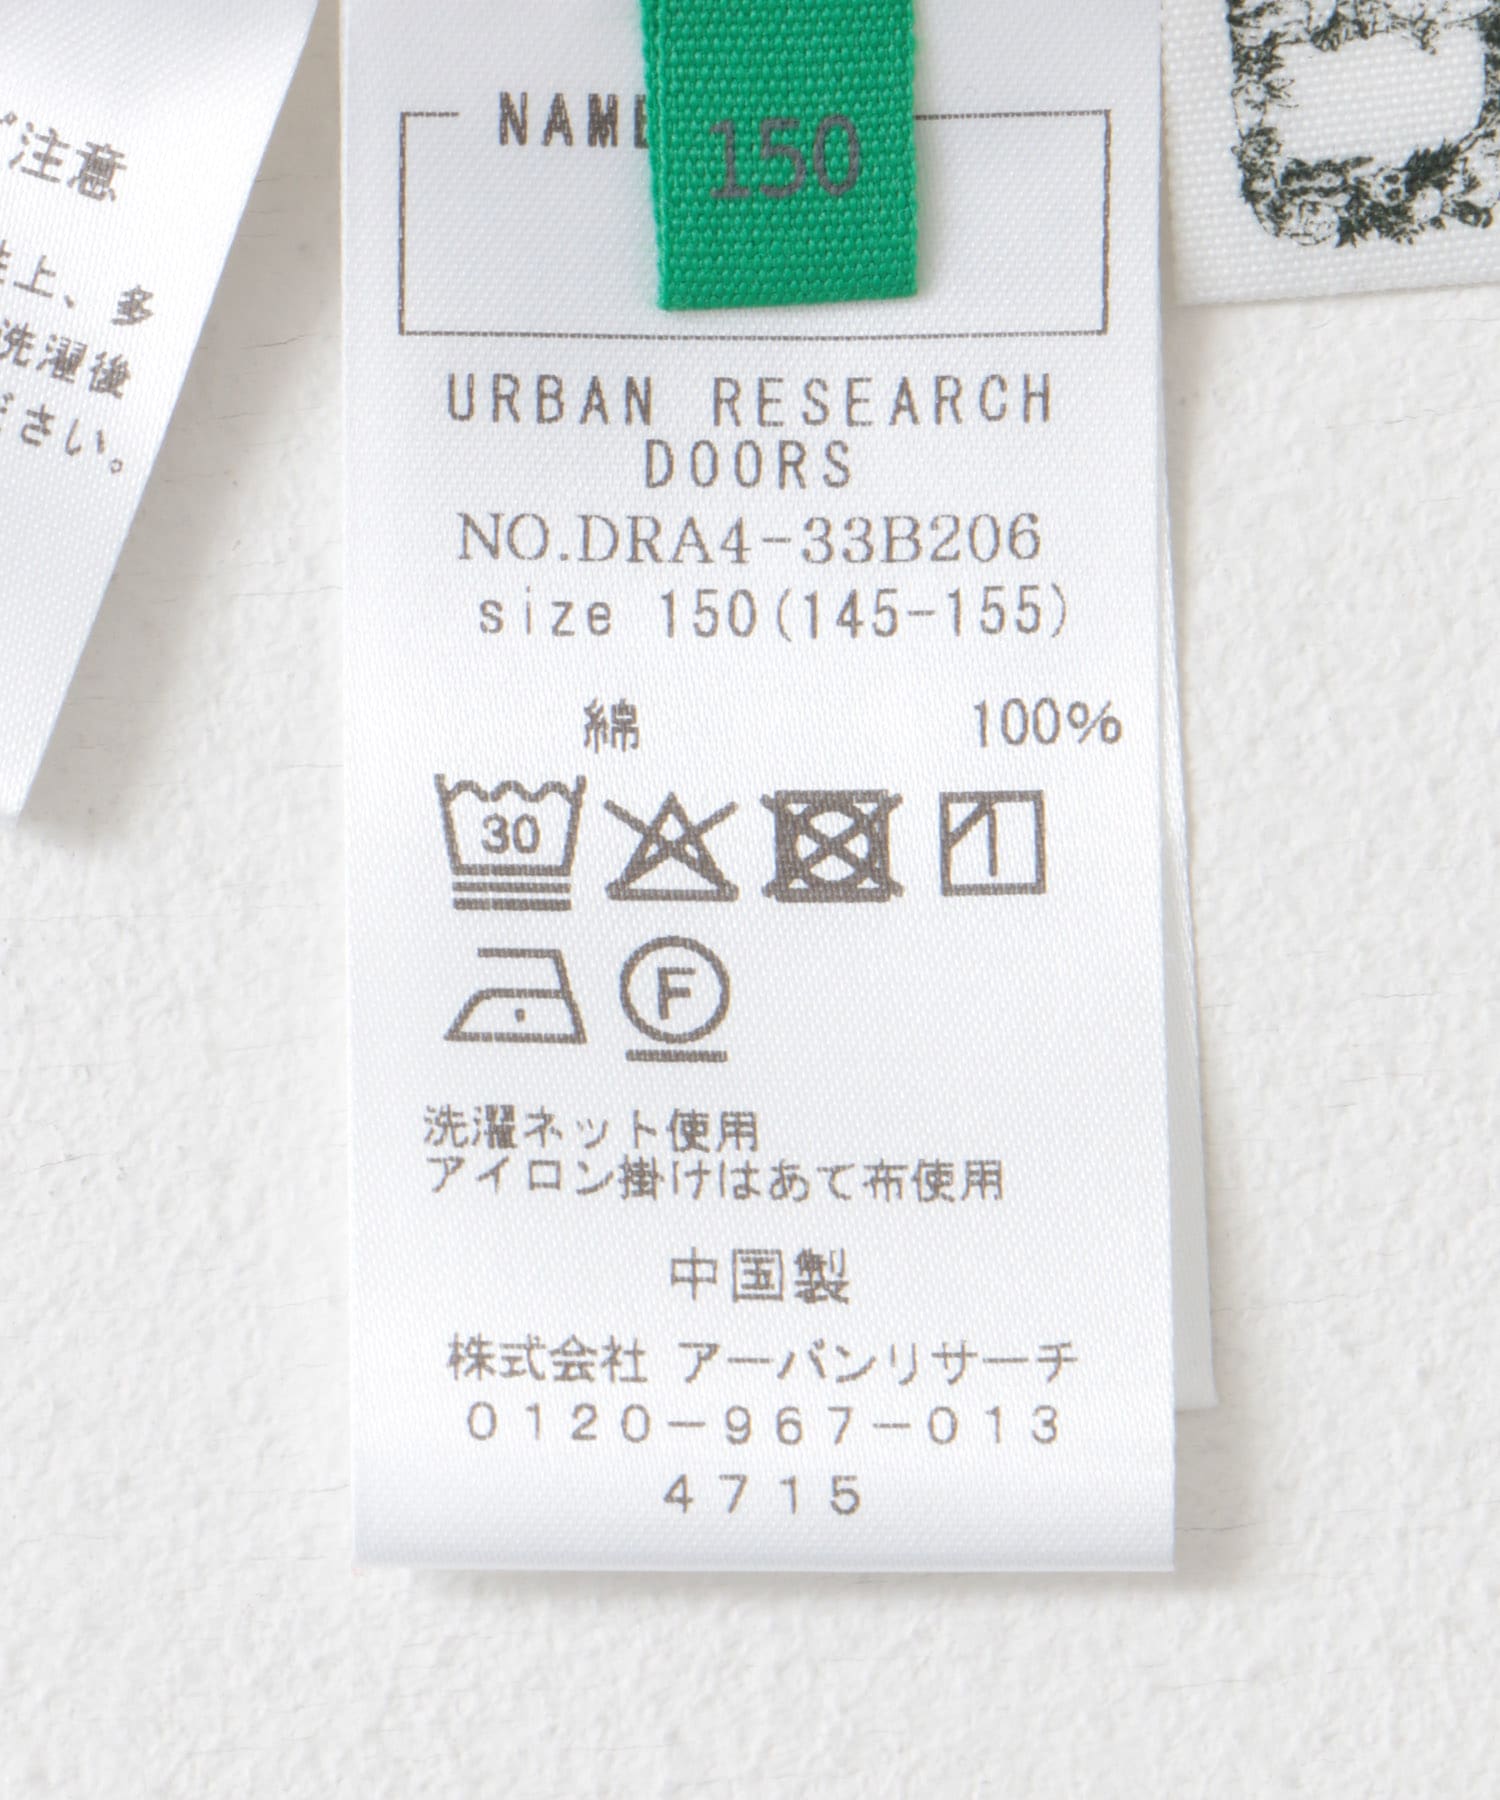 注意
上、多
洗濯後
ださい。
NAME
150
URBAN RESEARCH
DOORS
NO.DRA4-33B206
size 150(145-155)
綿 100%
30
F
洗濯ネット使用
アイロン掛けはあて布使用
中国製
株式会社 アーバンリサーチ
0120-967-013
4715